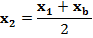 x₂ = (x₁ + x_b) / 2